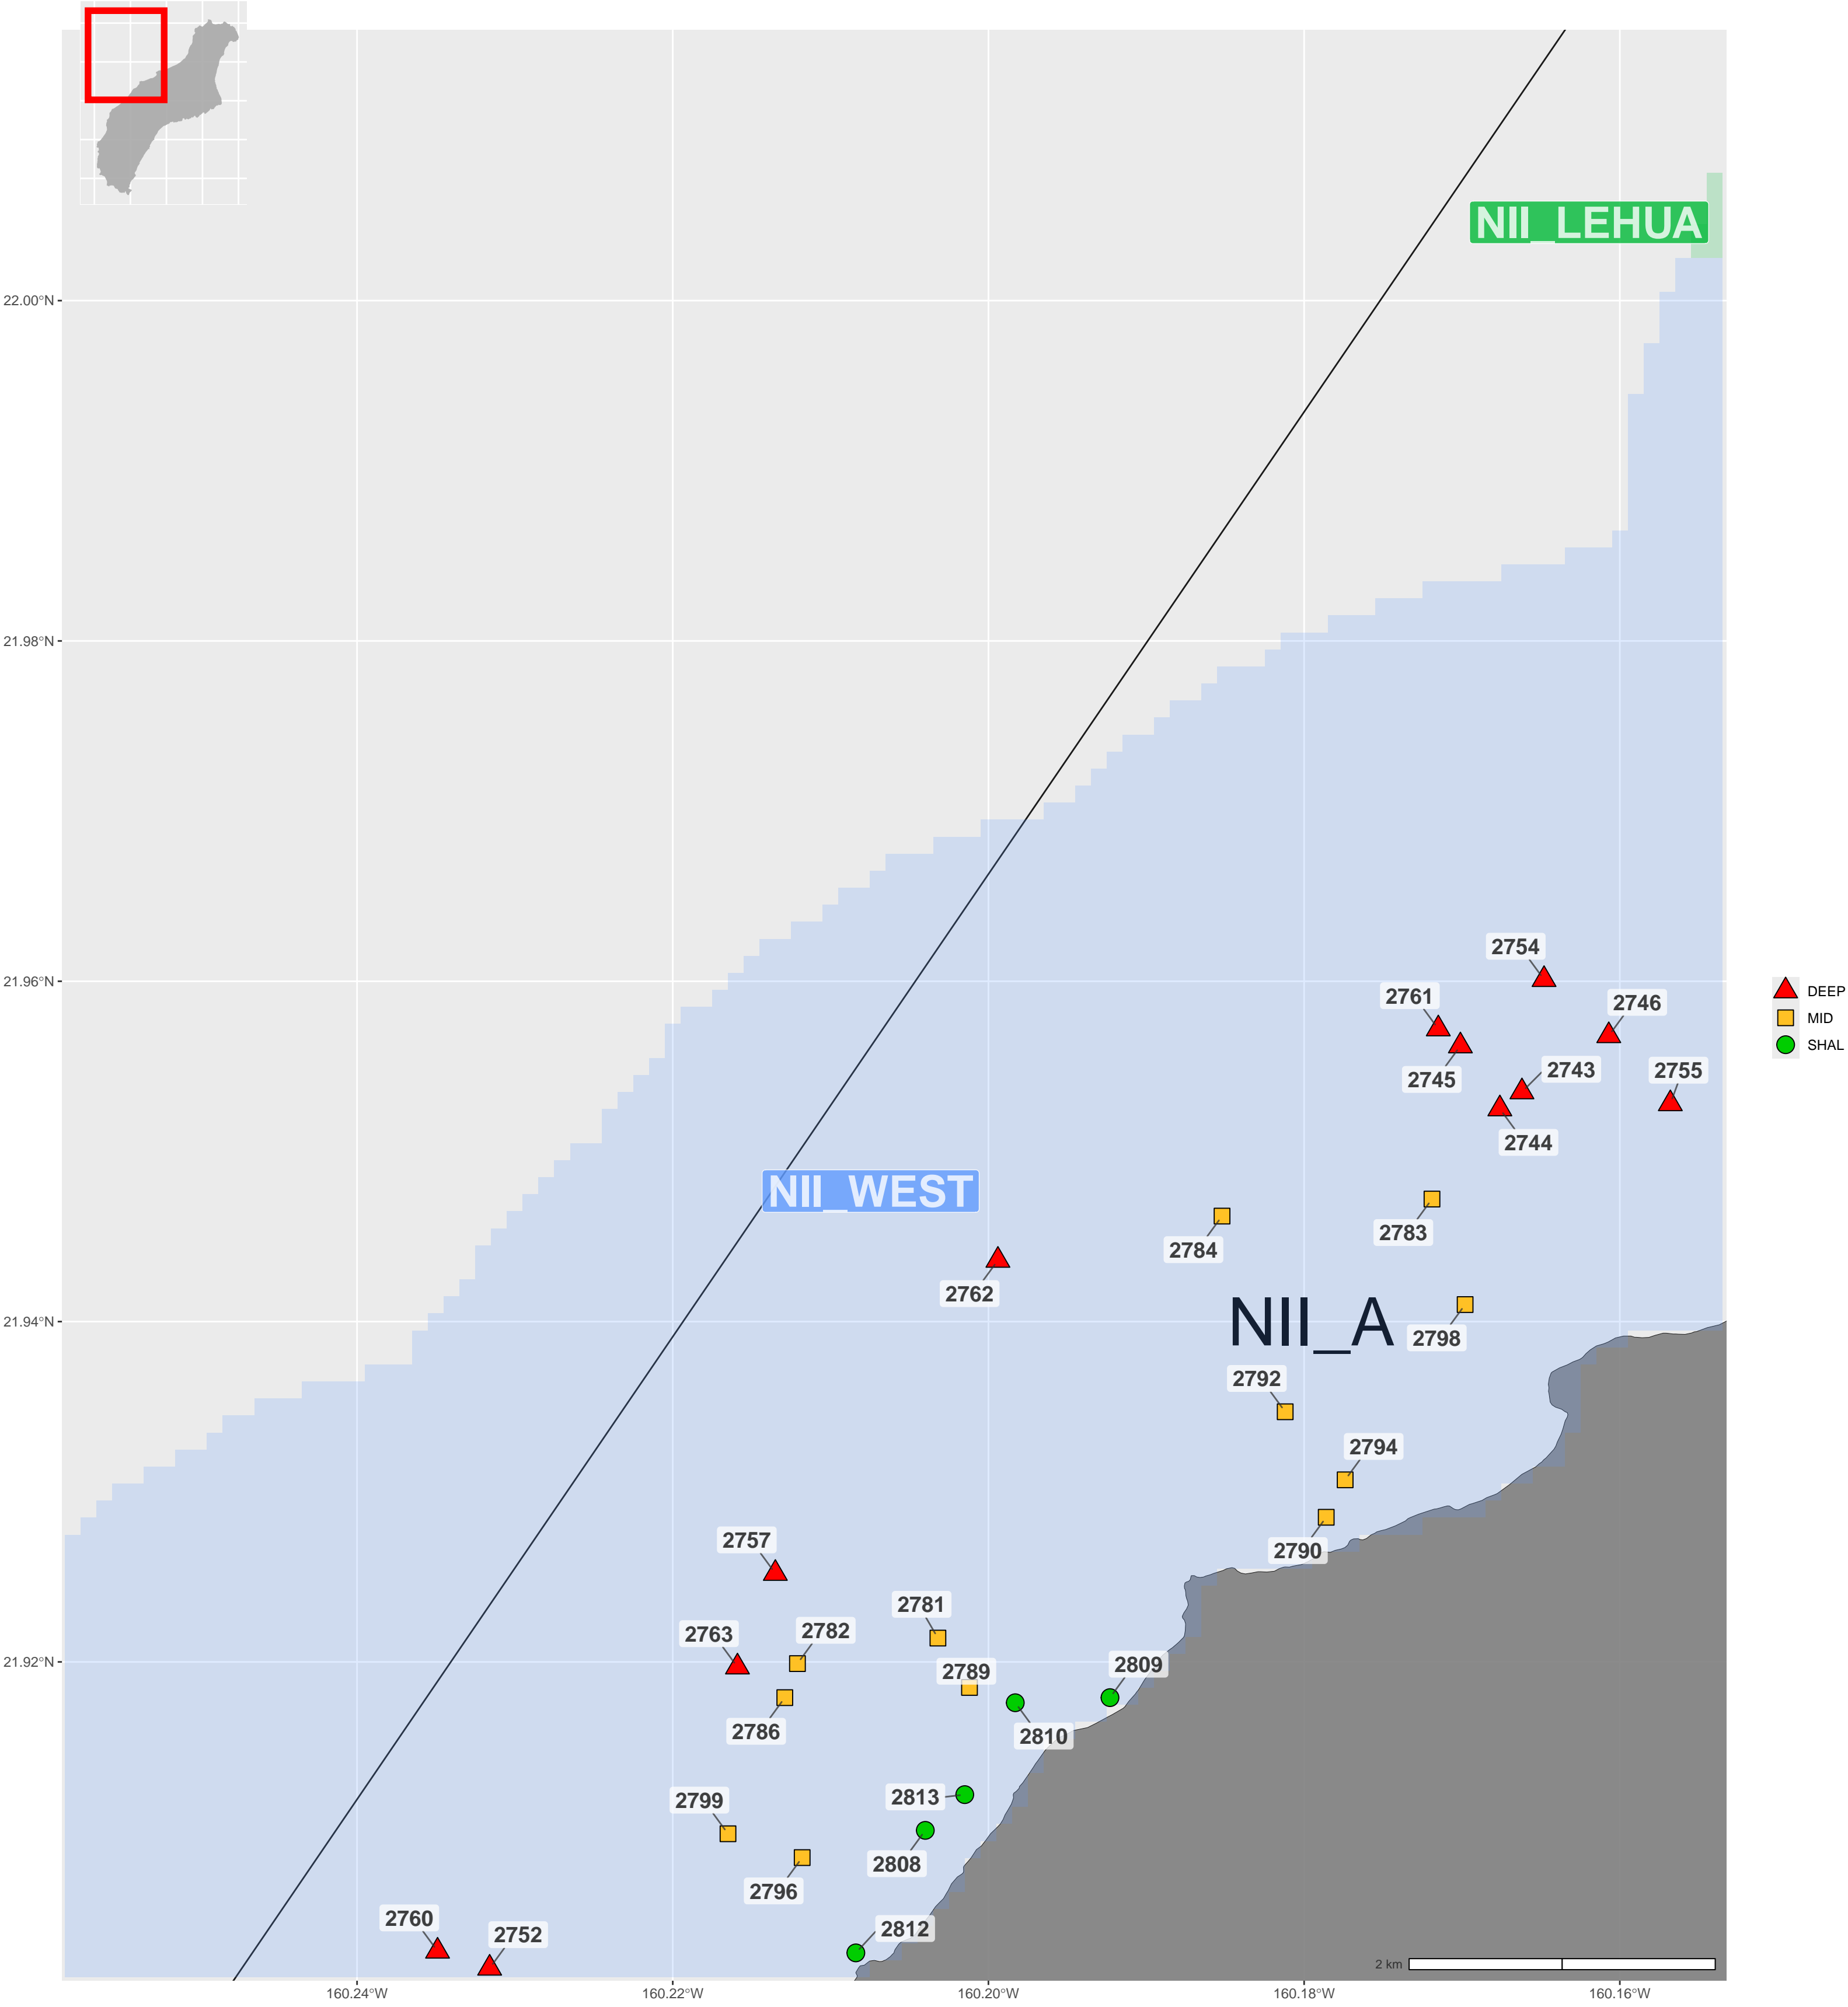 NII_LEHUA
22.00°N
21.98°N
21.96°N
2754
2761
2746
DEEP
MID
SHAL
2745
2743
2755
2744
NII_WEST
2784
2783
2762
21.94°N
NII_A
2798
2792
2794
2757
2790
2781
2763
2782
21.92°N
2789
2809
2786
2810
2799
2813
2808
2796
2760
2752
2812
2 km
160.24°W
160.22°W
160.20°W
160.18°W
160.16°W